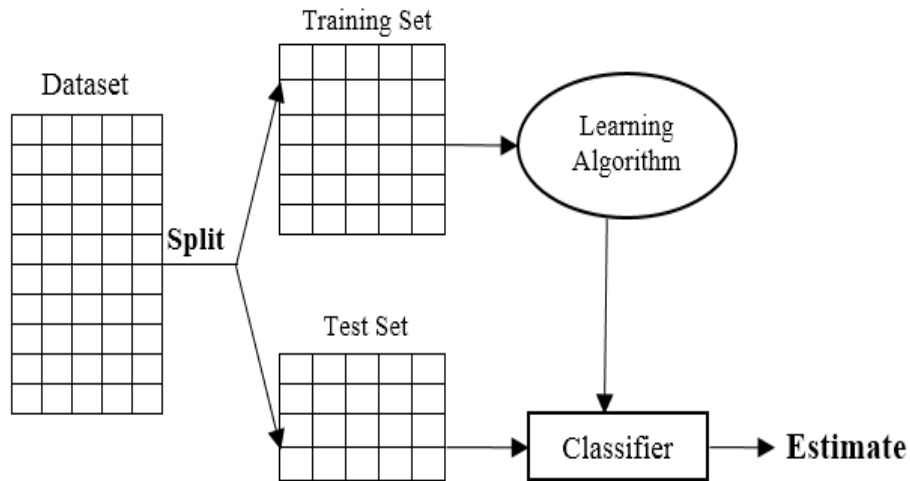 Training Set
Dataset
Learning
Algorithm
Split
Test Set
Classifier
Estimate